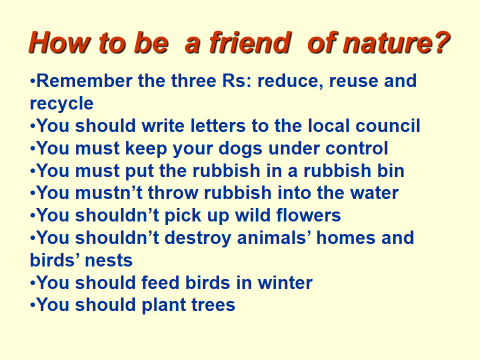 How to be a friend of nature?
•Remember the three Rs: reduce, reuse and
recycle
•You should write letters to the local council
•You must keep your dogs under control
•You must put the rubbish in a rubbish bin
•You mustn’t throw rubbish into the water
•You shouldn’t pick up wild flowers
•You shouldn’t destroy animals’ homes and
birds’ nests
•You should feed birds in winter
•You should plant trees